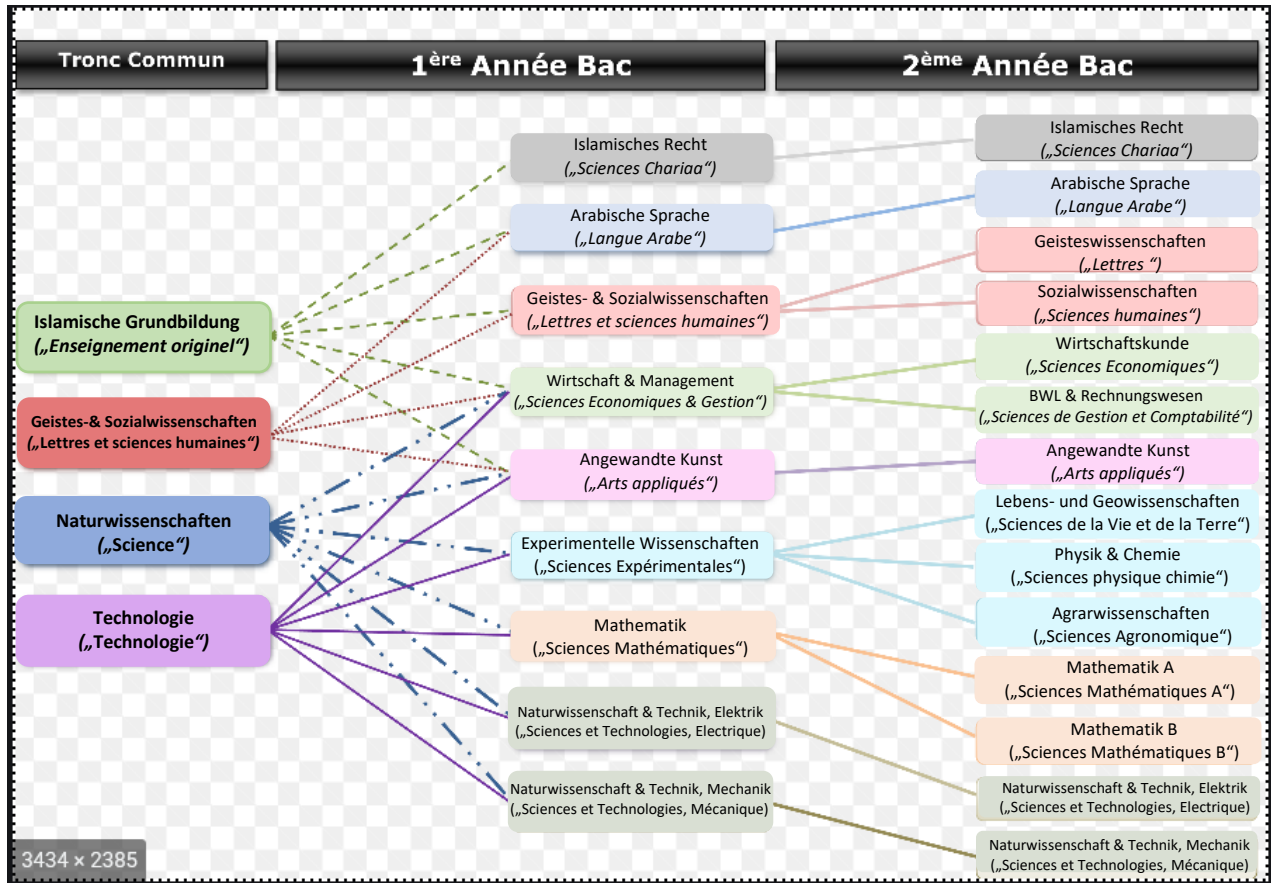 Tronc Commun
1ère Année Bac
2ème Année Bac
Islamische Grundbildung
(„Enseignement originel“)
Geistes-& Sozialwissenschaften
(„Lettres et sciences humaines“)
Naturwissenschaften
(„Science“)
Technologie
(„Technologie“)
Islamisches Recht
(„Sciences Chariaa“)
Arabische Sprache
(„Langue Arabe“)
Geistes- & Sozialwissenschaften
(„Lettres et sciences humaines“)
Wirtschaft & Management
(„Sciences Economiques & Gestion“)
Angewandte Kunst
(„Arts appliqués“)
Experimentelle Wissenschaften
(„Sciences Expérimentales“)
Mathematik
(„Sciences Mathématiques“)
Naturwissenschaft & Technik, Elektrik
(„Sciences et Technologies, Electrique)
Naturwissenschaft & Technik, Mechanik
(„Sciences et Technologies, Mécanique)
Islamisches Recht
(„Sciences Chariaa“)
Arabische Sprache
(„Langue Arabe“)
Geisteswissenschaften
(„Lettres “)
Sozialwissenschaften
(„Sciences humaines“)
Wirtschaftskunde
(„Sciences Economiques“)
BWL & Rechnungswesen
(„Sciences de Gestion et Comptabilité“)
Angewandte Kunst
(„Arts appliqués“)
Lebens- und Geowissenschaften
(„Sciences de la Vie et de la Terre“)
Physik & Chemie
(„Sciences physique chimie“)
Agrarwissenschaften
(„Sciences Agronomique“)
Mathematik A
(„Sciences Mathématiques A“)
Mathematik B
(„Sciences Mathématiques B“)
Naturwissenschaft & Technik, Elektrik
(„Sciences et Technologies, Electrique)
Naturwissenschaft & Technik, Mechanik
(„Sciences et Technologies, Mécanique)
3434 × 2385